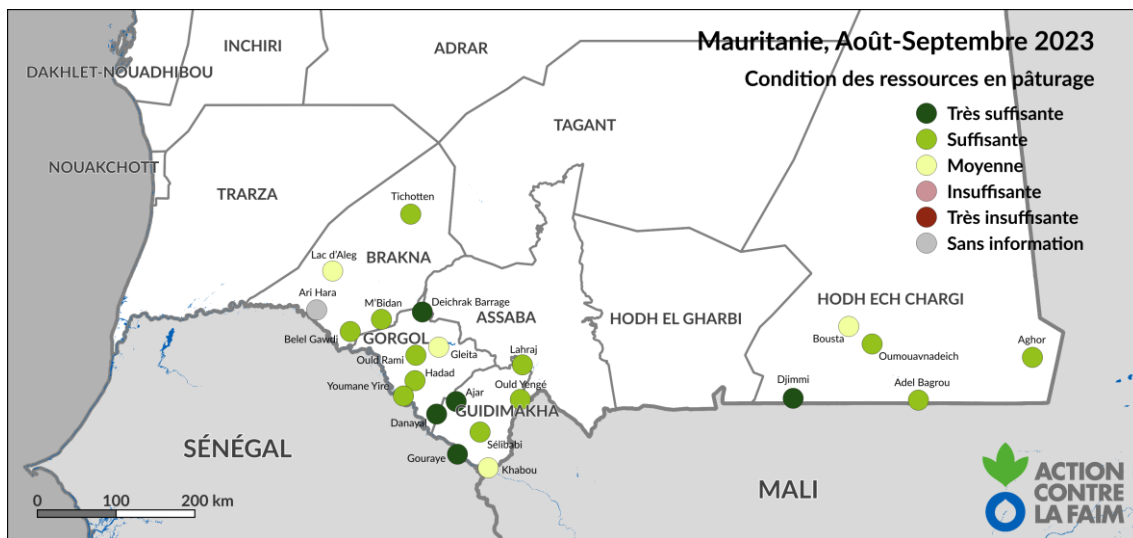 Mauritanie, Août-Septembre 2023
Condition des ressources en pâturage
Très suffisante
Suffisante
Moyenne
Insuffisante
Très insuffisante
Sans information
INCHIRI
ADRAR
DAKHLET-NOUADHIBOU
TAGANT
NOUAKCHOTT
TRARZA
Tichotten
Lac d'Aleg
BRAKNA
Ari Hara
M'Bidan
Deichrak Barrage
ASSABA
HODH EL GHARBI
HODH ECH CHARGI
Belel Gawdi
GORGOL
Gleita
Ould Rami
Lahraj
Bousta
Oumouavnadeich
Aghor
Hadad
Youmane Yire
Ajar
Ould Yengé
Djimmi
Adel Bagrou
GUIDIMAKHA
Danayal
Sélibabi
SÉNÉGAL
Gouraye
Khabou
MALI
0 100 200 km
ACTION
CONTRE
LA FAIM